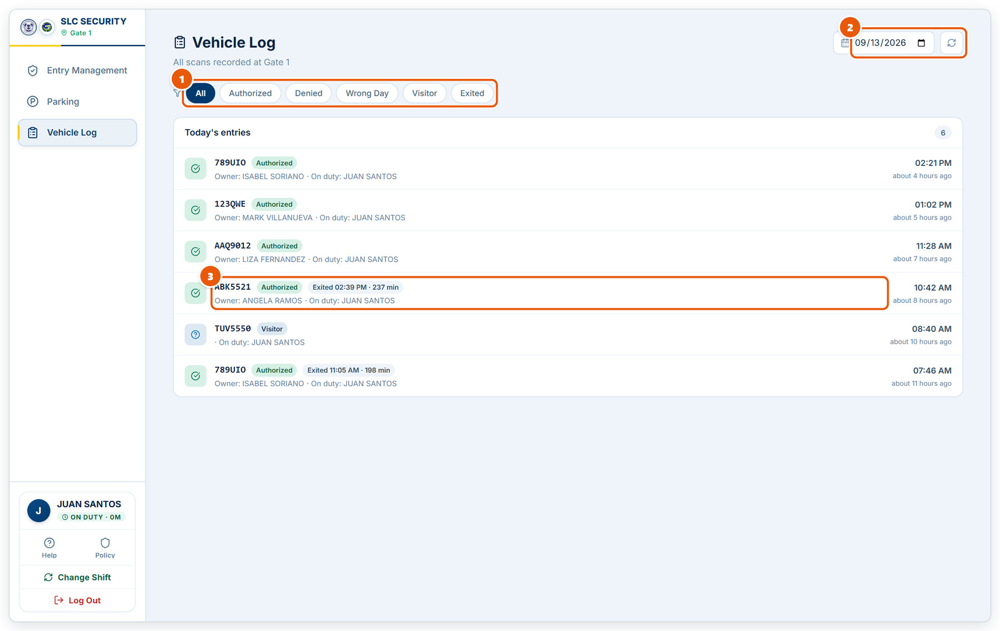 SLC SECURITY
Gate 1
Entry Management
Parking
Vehicle Log
JUAN SANTOS
J
ON DUTY · 0M
Help
Policy
Change Shift
Log Out
Vehicle Log
All scans recorded at Gate 1
2
09/13/2026
1
All
Authorized
Denied
Wrong Day
Visitor
Exited
Today's entries
6
789UIO Authorized
Owner: ISABEL SORIANO · On duty: JUAN SANTOS
02:21 PM
about 4 hours ago
123QWE Authorized
Owner: MARK VILLANUEVA · On duty: JUAN SANTOS
01:02 PM
about 5 hours ago
AAQ9012 Authorized
Owner: LIZA FERNANDEZ · On duty: JUAN SANTOS
11:28 AM
about 7 hours ago
3
ABK5521 Authorized Exited 02:39 PM · 237 min
Owner: ANGELA RAMOS · On duty: JUAN SANTOS
10:42 AM
about 8 hours ago
TUV5550 Visitor
· On duty: JUAN SANTOS
08:40 AM
about 10 hours ago
789UIO Authorized Exited 11:05 AM · 198 min
Owner: ISABEL SORIANO · On duty: JUAN SANTOS
07:46 AM
about 11 hours ago